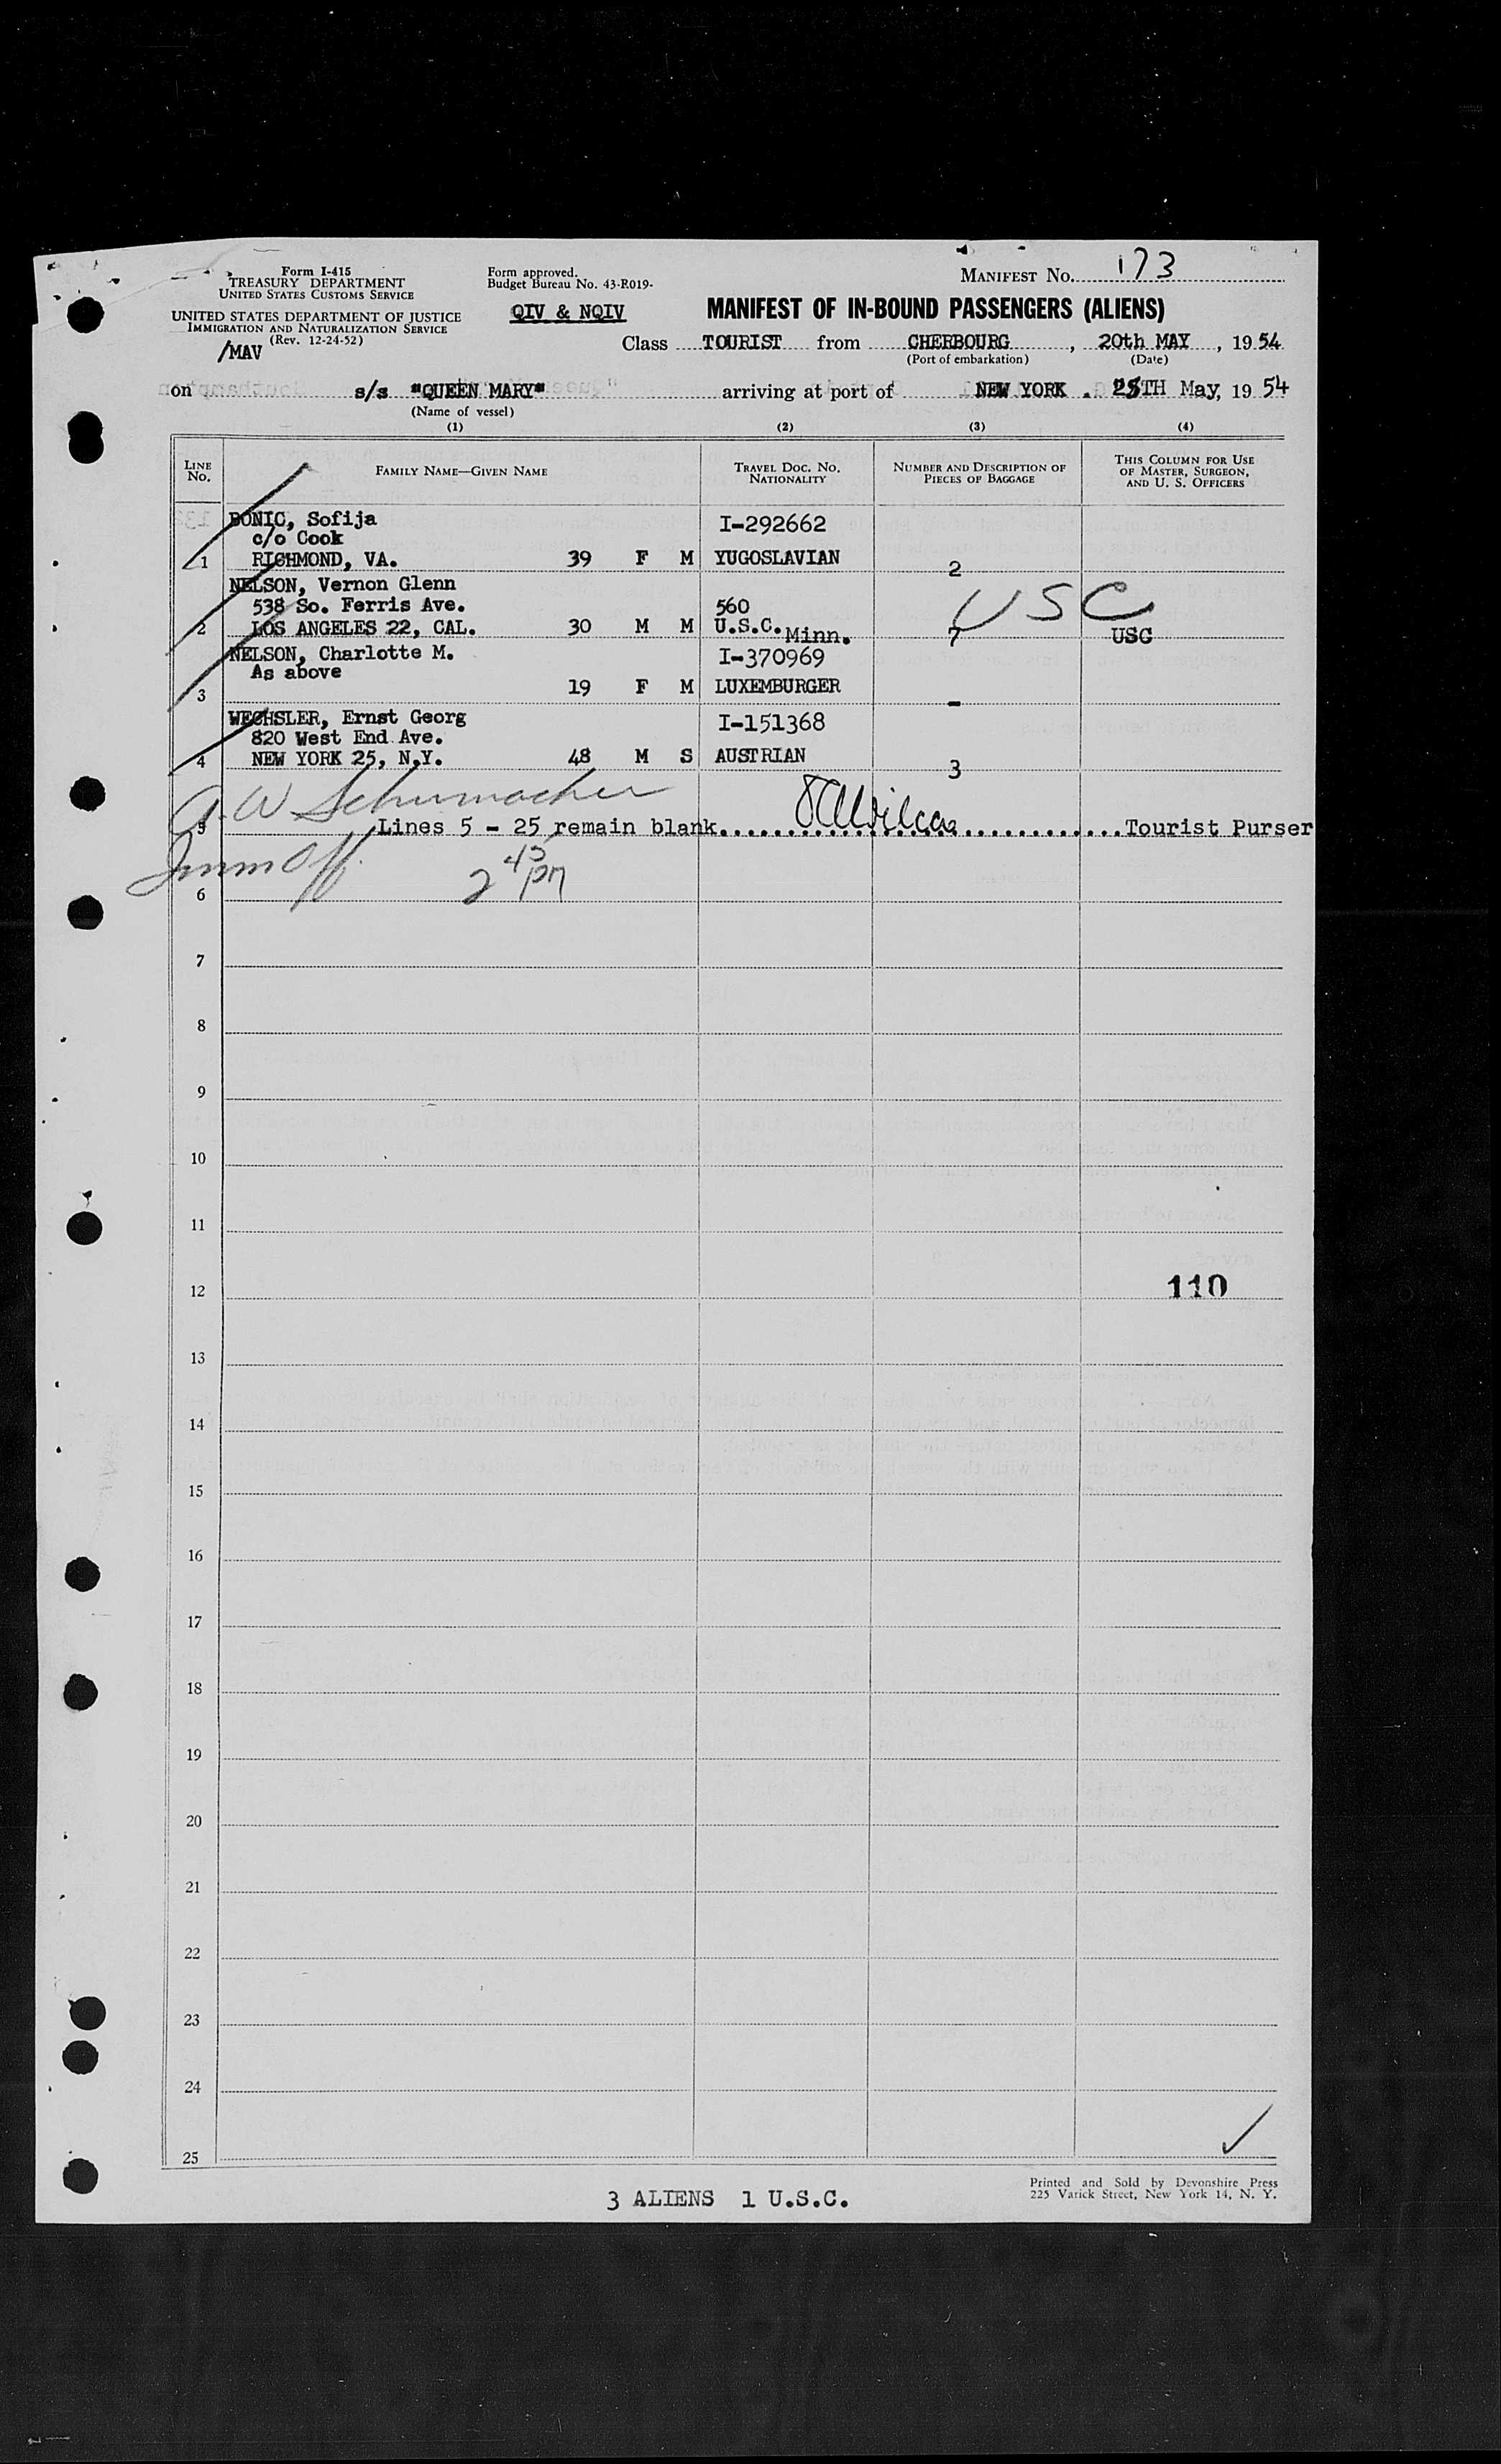 Form I-415
TREASURY DEPARTMENT
UNITED STATES CUSTOMS SERVICE
UNITED STATES DEPARTMENT OF JUSTICE
IMMIGRATION AND NATURALIZATION SERVICE
(Rev. 12-24-52)
/MAV
Form approved.
Budget Bureau No. 43-R019-
QIV & NQIV
MANIFEST NO. 173
MANIFEST OF IN-BOUND PASSENGERS (ALIENS)
Class TOURIST from CHERBOURG, 20th MAY, 1954
(Port of embarkation) (Date)
on s/s "QUEEN MARY" arriving at port of NEW YORK. 25TH May, 1954
(Name of vessel)
(1) (2) (3) (4)
LINE NO. FAMILY NAME—GIVEN NAME TRAVEL DOC. NO. NATIONALITY NUMBER AND DESCRIPTION OF PIECES OF BAGGAGE THIS COLUMN FOR USE OF MASTER, SURGEON, AND U. S. OFFICERS
BONIC, Sofija I-292662
c/o Cook
1 RICHMOND, VA. 39 F M YUGOSLAVIAN 2
NELSON, Vernon Glenn
538 So. Ferris Ave. 560 USC
2 LOS ANGELES 22, CAL. 30 M M U.S.C. Minn. 7 USC
NELSON, Charlotte M. I-370969
As above
3 19 F M LUXEMBURGER -
WECHSLER, Ernst Georg I-151368
820 West End Ave.
4 NEW YORK 25, N.Y. 48 M S AUSTRIAN 3
A. W Schumacher
5 Lines 5 - 25 remain blank..............................Tourist Purser
Imm Off. 2 45 PM
6
7
8
9
10
11
12 110
13
14
15
16
17
18
19
20
21
22
23
24
25
3 ALIENS 1 U.S.C.
Printed and Sold by Devonshire Press
225 Varick Street, New York 14, N. Y.